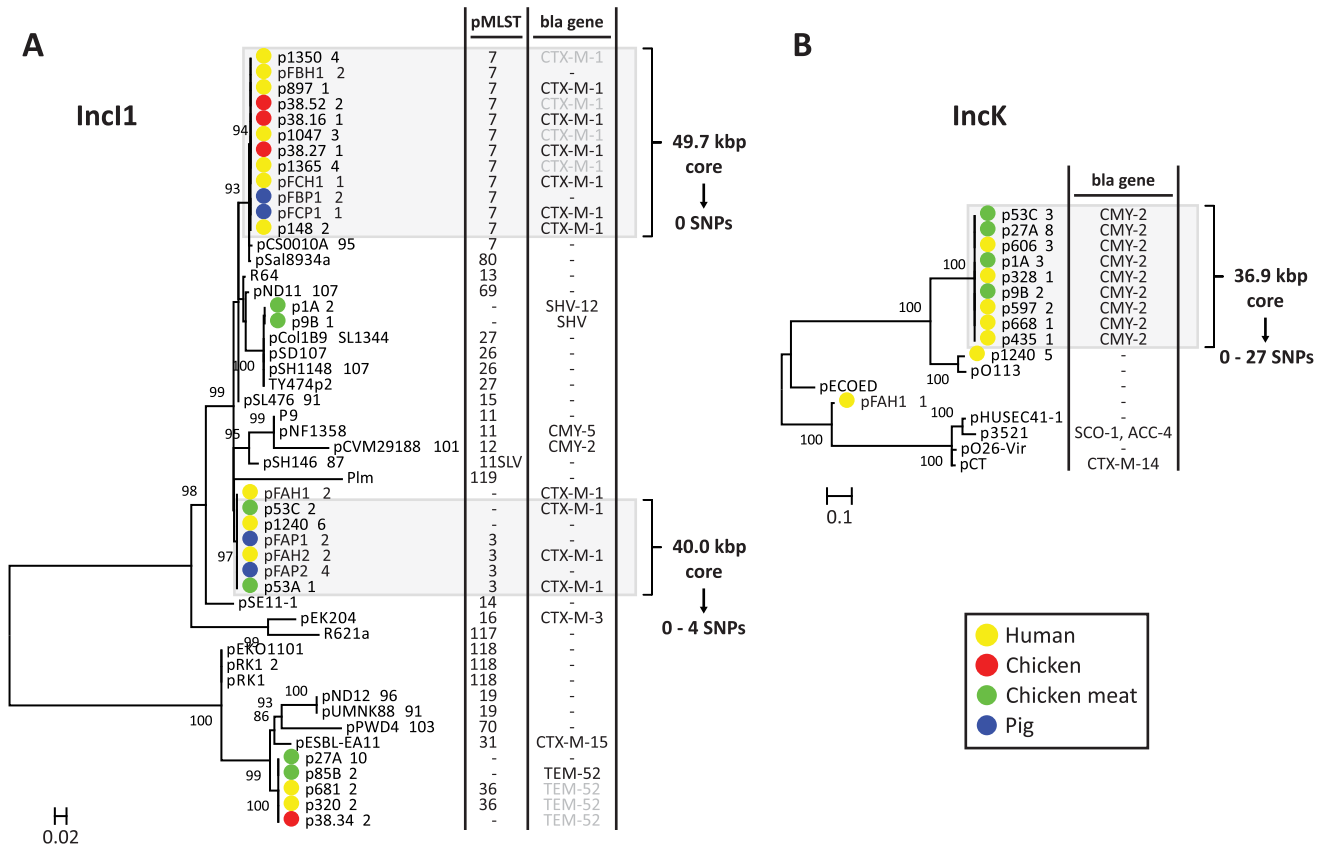 A
IncI1
pMLST bla gene
p1350 4 7 CTX-M-1
pFBH1 2 7 -
p897 1 7 CTX-M-1
p38.52 2 7 CTX-M-1
p38.16 1 7 CTX-M-1
p1047 3 7 CTX-M-1
p38.27 1 7 CTX-M-1
p1365 4 7 CTX-M-1
pFCH1 1 7 CTX-M-1
pFBP1 2 7 -
pFCP1 1 7 CTX-M-1
p148 2 7 CTX-M-1
pCS0010A 95 7 -
pSal8934a 80 -
R64 13 -
pND11 107 69 -
p1A 2 - SHV-12
p9B 1 - SHV
pCol1B9 SL1344 27 -
pSD107 26 -
pSH1148 107 26 -
TY474p2 27 -
pSL476 91 15 -
P9 11 -
pNF1358 11 CMY-5
pCVM29188 101 12 CMY-2
pSH146 87 11SLV -
PIm 119 -
pFAH1 2 - CTX-M-1
p53C 2 - CTX-M-1
p1240 6 - -
pFAP1 2 3 -
pFAH2 2 3 CTX-M-1
pFAP2 4 3 -
p53A 1 3 CTX-M-1
pSE11-1 14 -
pEK204 16 CTX-M-3
R621a 117 -
pEKO1101 118 -
pRK1 2 118 -
pRK1 118 -
pND12 96 19 -
pUMNK88 91 19 -
pPWD4 103 70 -
pESBL-EA11 31 CTX-M-15
p27A 10 - -
p85B 2 - TEM-52
p681 2 36 TEM-52
p320 2 36 TEM-52
p38.34 2 - TEM-52
94
93
100
99
99
95
98
97
99
100
100
93
86
99
100
0.02
49.7 kbp
core
0 SNPs
40.0 kbp
core
0 - 4 SNPs
B
IncK
bla gene
p53C 3 CMY-2
p27A 8 CMY-2
p606 3 CMY-2
p1A 3 CMY-2
p328 1 CMY-2
p9B 2 CMY-2
p597 2 CMY-2
p668 1 CMY-2
p435 1 CMY-2
p1240 5 -
pO113 -
pECOED -
pFAH1 1 -
pHUSEC41-1 -
p3521 SCO-1, ACC-4
pO26-Vir -
pCT CTX-M-14
100
100
100
100
100
100
0.1
36.9 kbp
core
0 - 27 SNPs
Human
Chicken
Chicken meat
Pig